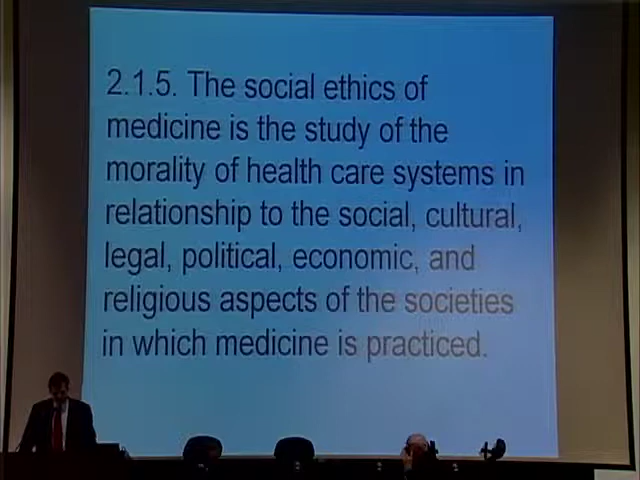 2.1.5. The social ethics of
medicine is the study of the
morality of health care systems in
relationship to the social, cultural,
legal, political, economic, and
religious aspects of the societies
in which medicine is practiced.